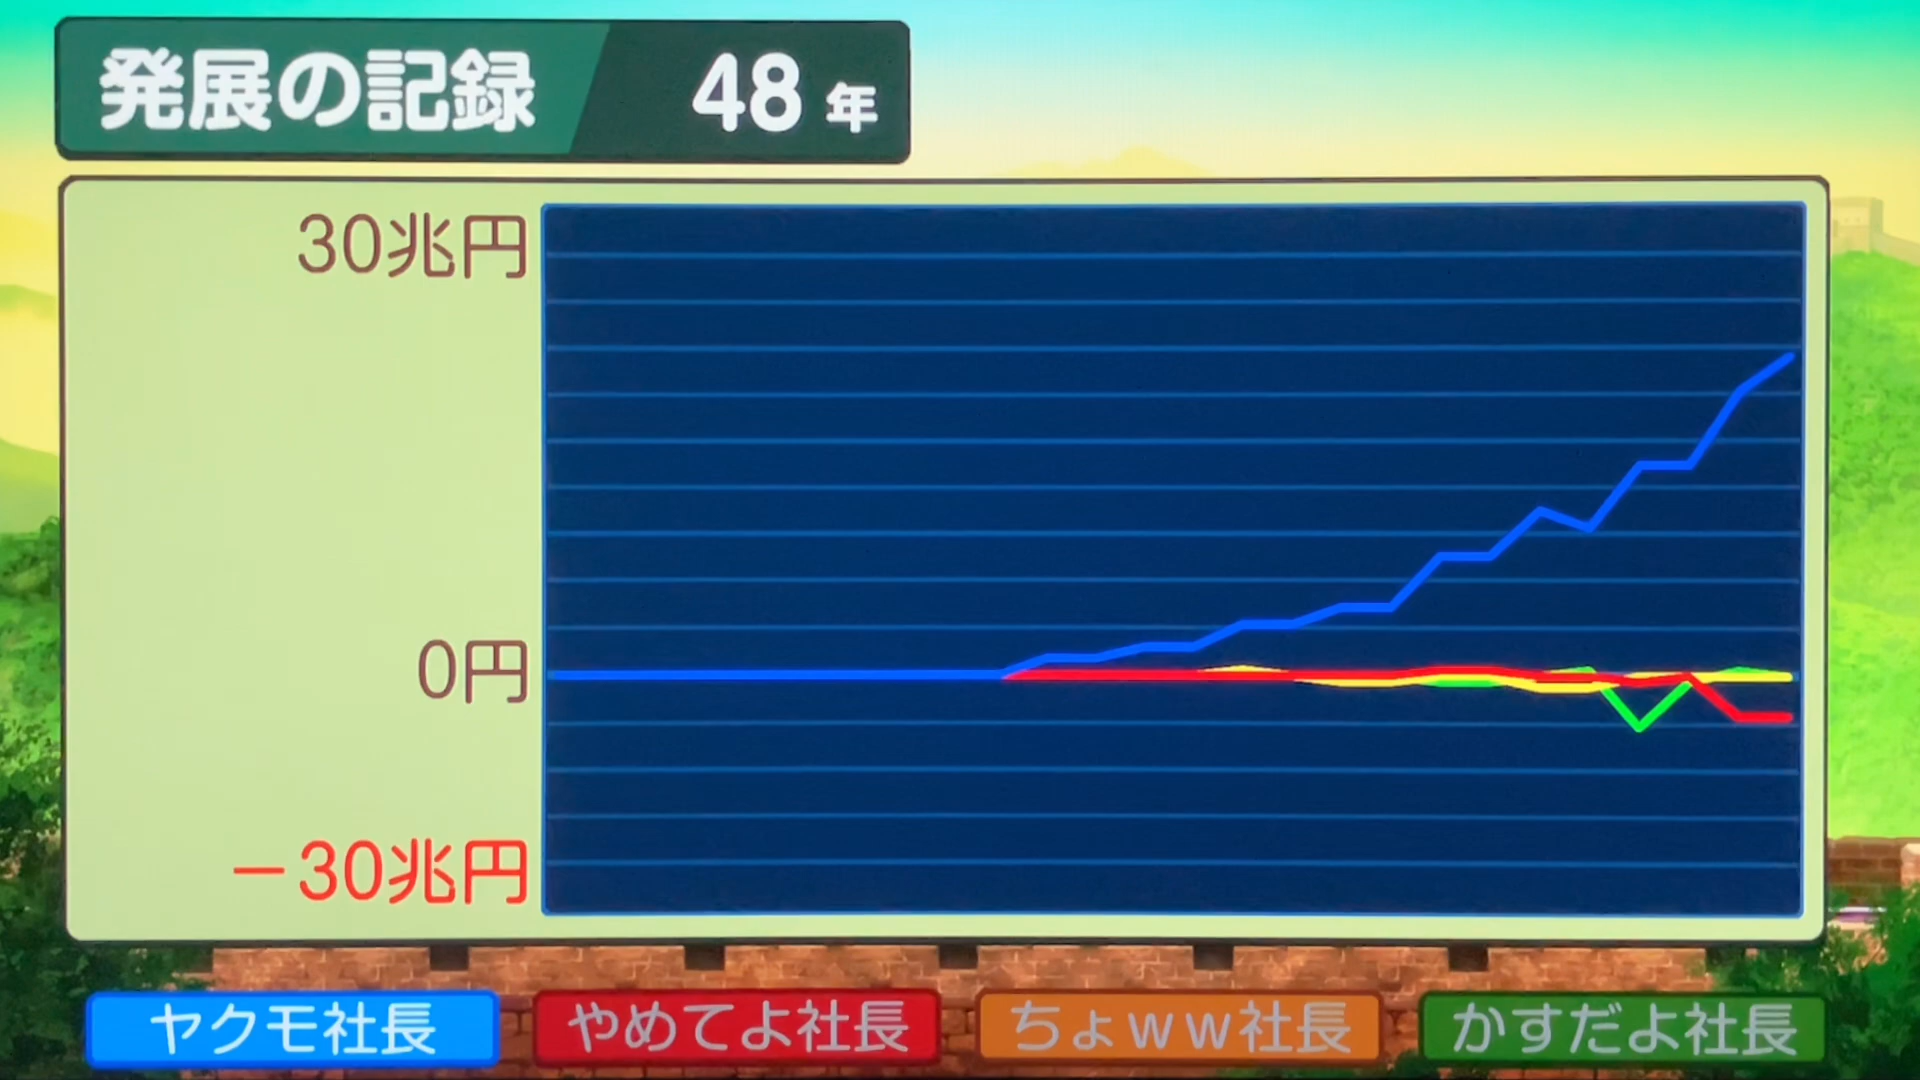 発展の記録 48年
30兆円
0円
－30兆円
ヤクモ社長 やめてよ社長 ちょｗｗ社長 かすだよ社長